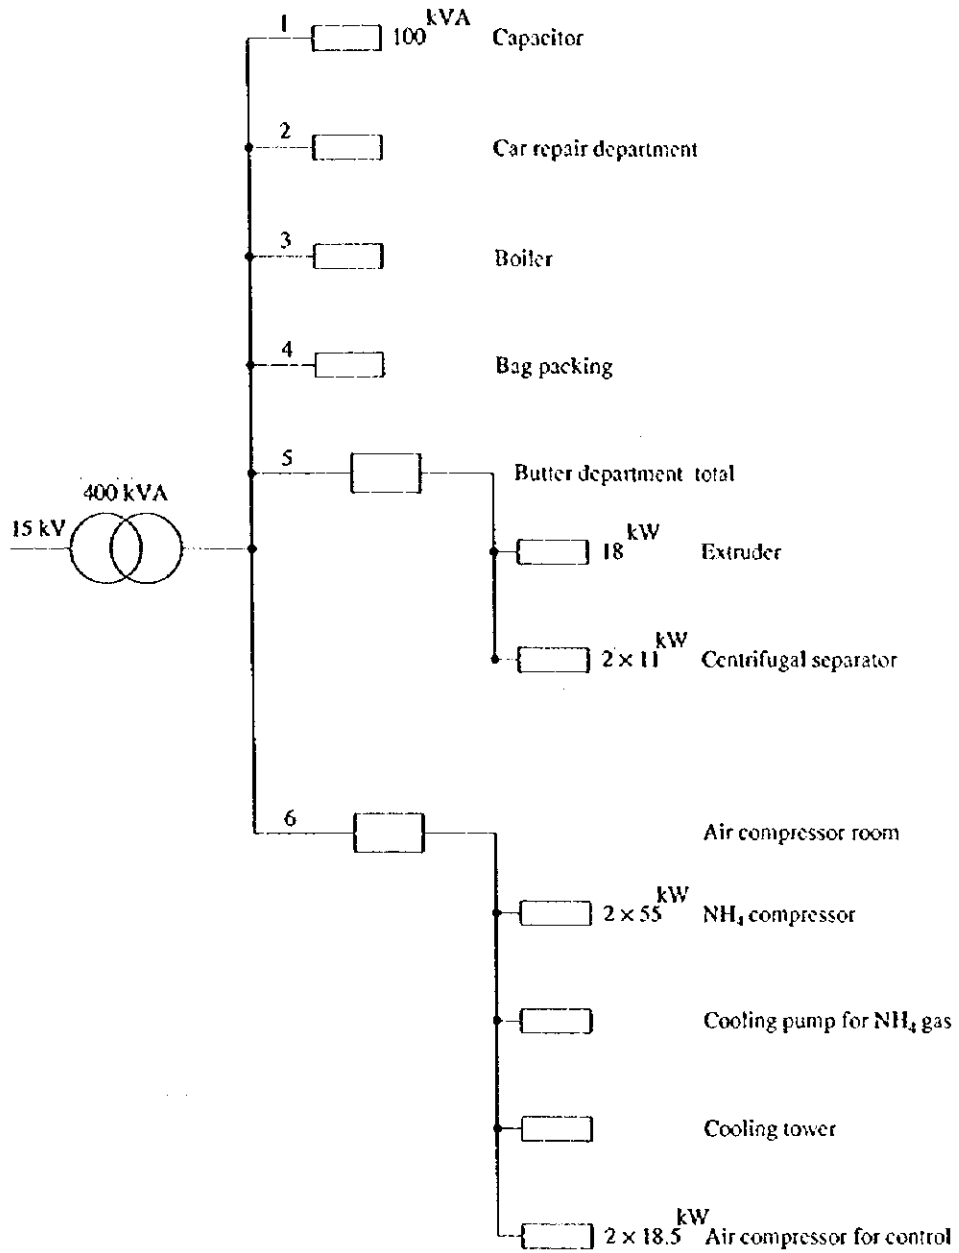 1 100 kVA Capacitor
2 Car repair department
3 Boiler
4 Bag packing
5 Butter department total
400 kVA
15 kV
18 kW Extruder
2 × 11 kW Centrifugal separator
6 Air compressor room
2 × 55 kW NH₄ compressor
Cooling pump for NH₄ gas
Cooling tower
2 × 18.5 kW Air compressor for control